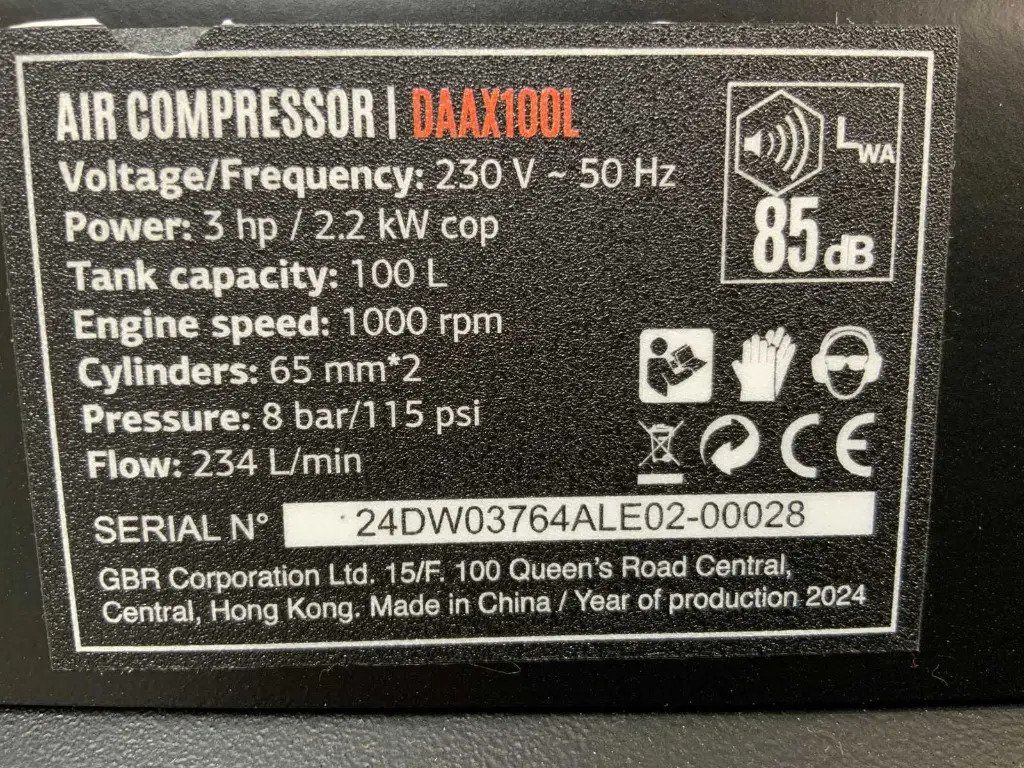 AIR COMPRESSOR | DAAX100L
Voltage/Frequency: 230 V ~ 50 Hz
Power: 3 hp / 2.2 kW cop
Tank capacity: 100 L
Engine speed: 1000 rpm
Cylinders: 65 mm*2
Pressure: 8 bar/115 psi
Flow: 234 L/min
LWA
85 dB
CE
SERIAL N° 24DW03764ALE02-00028
GBR Corporation Ltd. 15/F. 100 Queen's Road Central,
Central, Hong Kong. Made in China / Year of production 2024